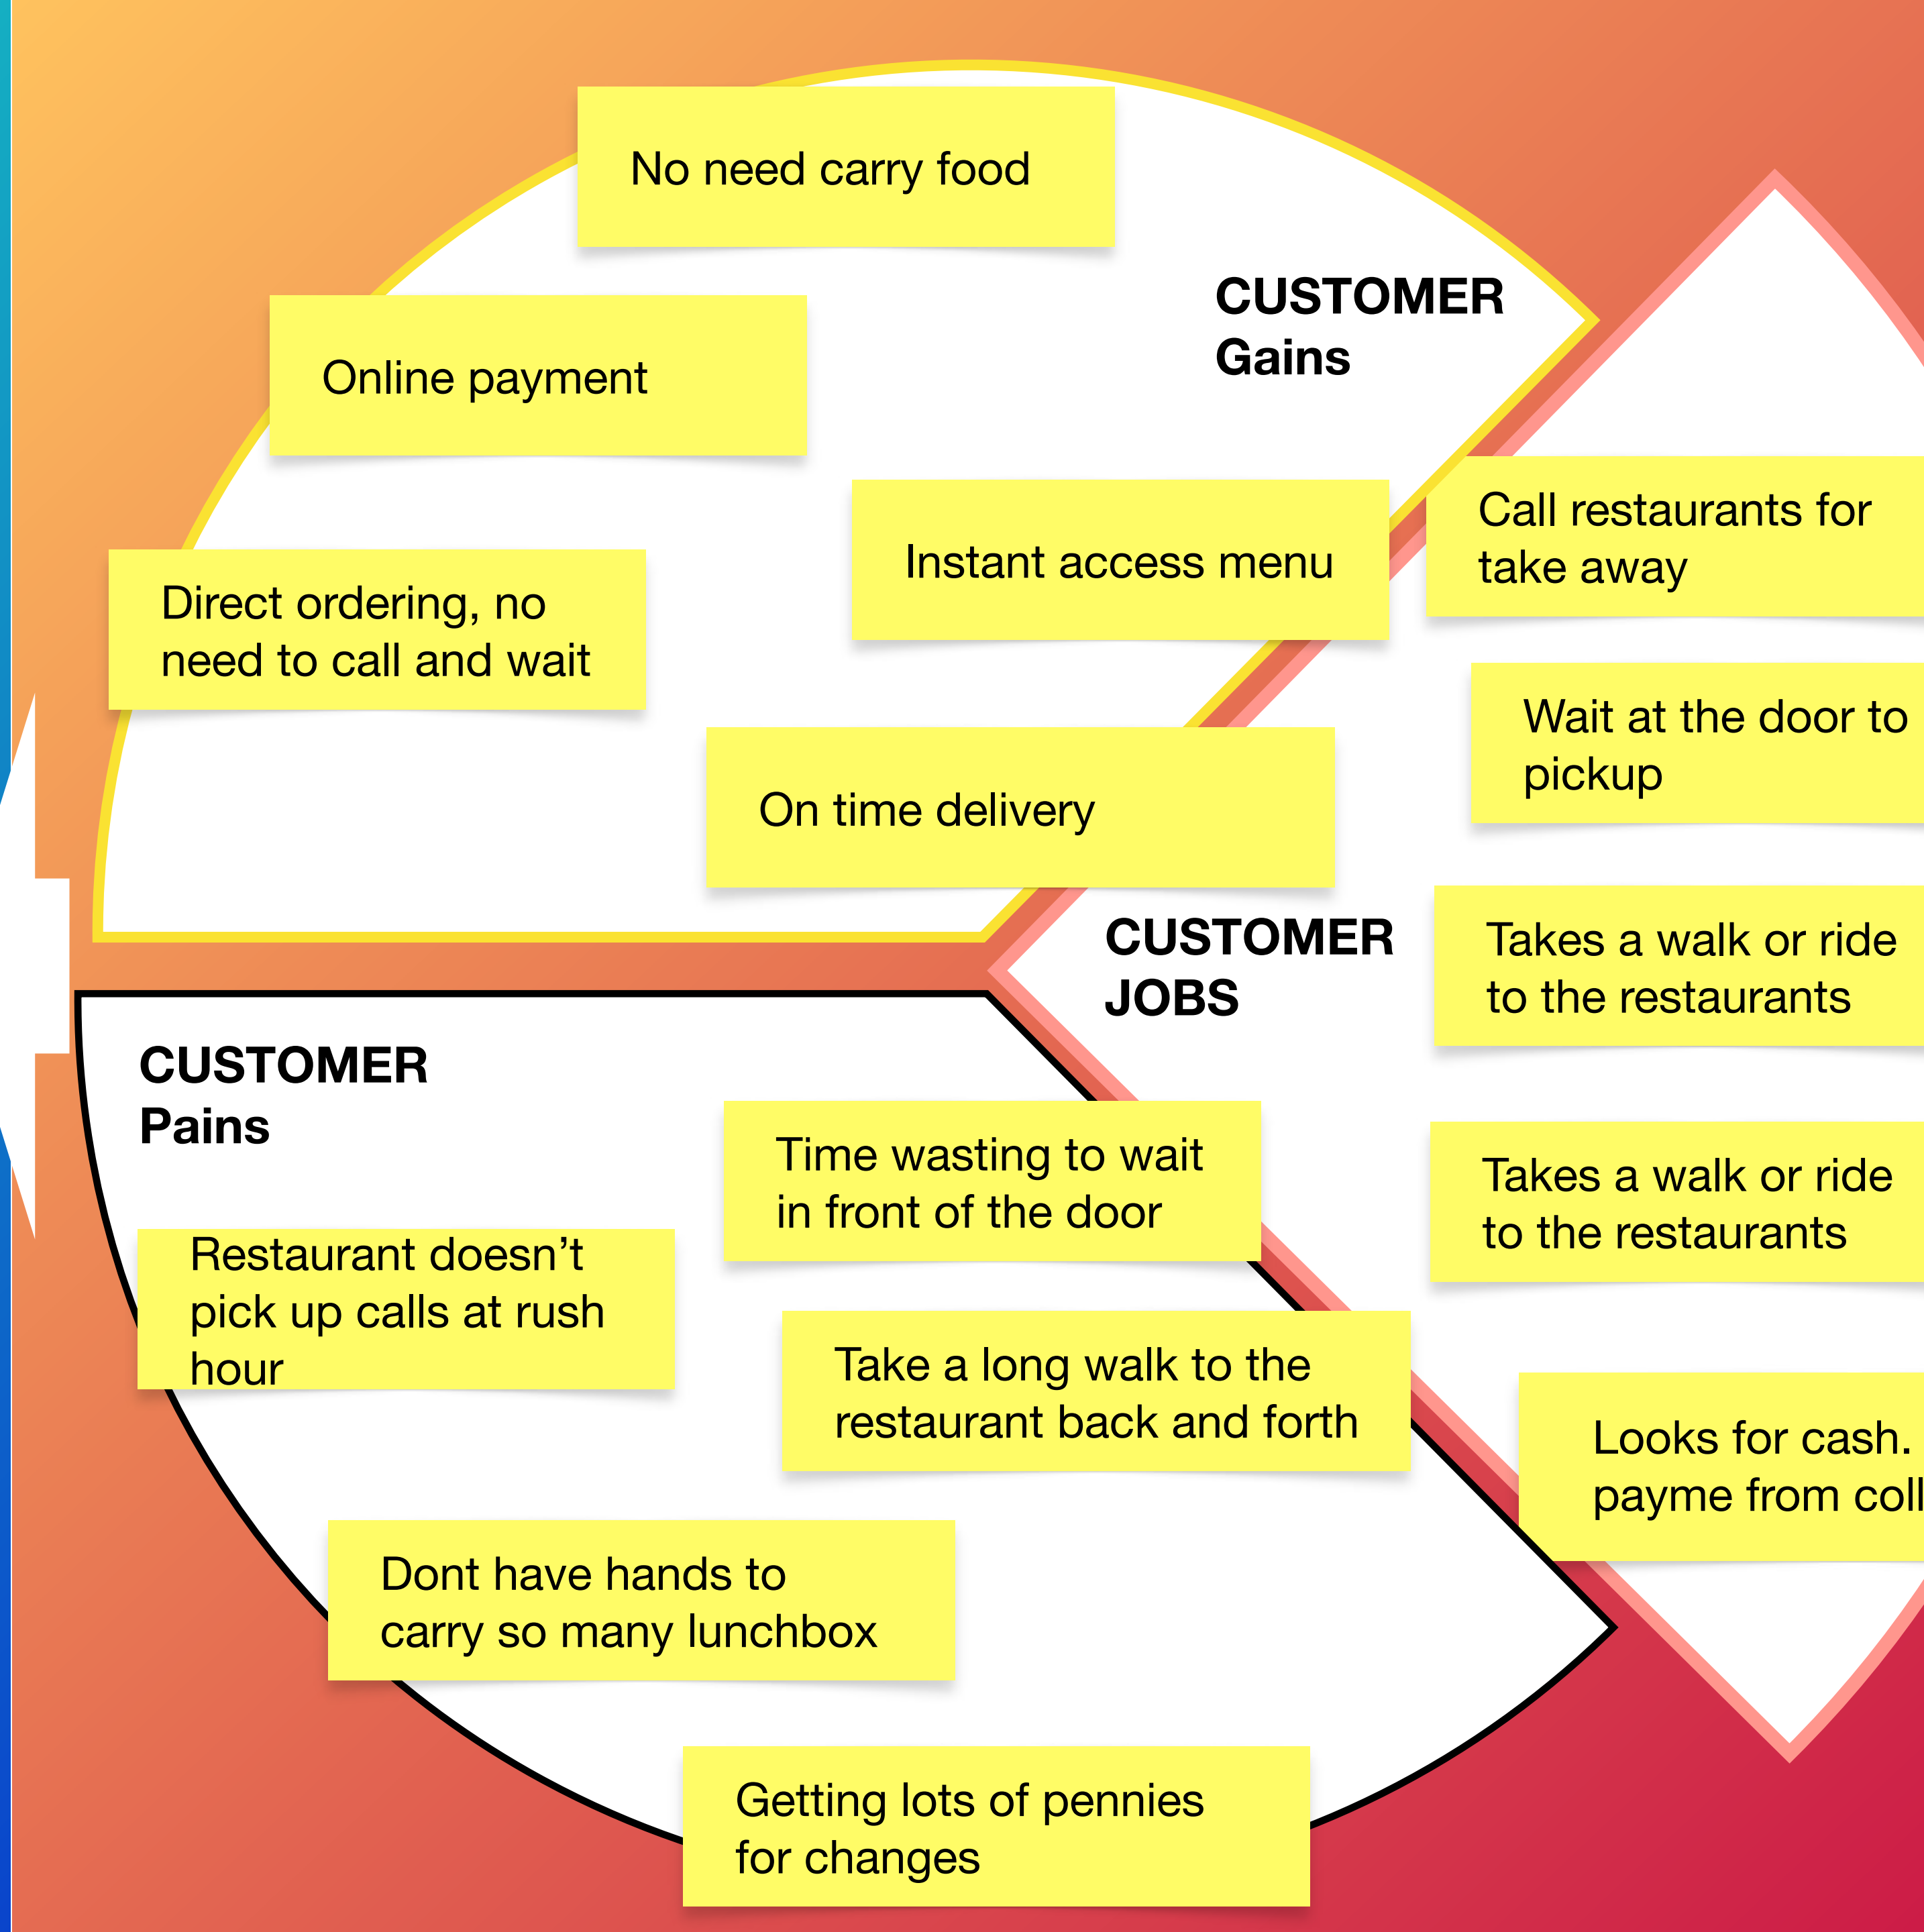 No need carry food
CUSTOMER
Gains
Online payment
Instant access menu
Direct ordering, no
need to call and wait
On time delivery
Call restaurants for
take away
Wait at the door to
pickup
CUSTOMER
JOBS
Takes a walk or ride
to the restaurants
Takes a walk or ride
to the restaurants
Looks for cash.
payme from coll
CUSTOMER
Pains
Time wasting to wait
in front of the door
Restaurant doesn’t
pick up calls at rush
hour
Take a long walk to the
restaurant back and forth
Dont have hands to
carry so many lunchbox
Getting lots of pennies
for changes